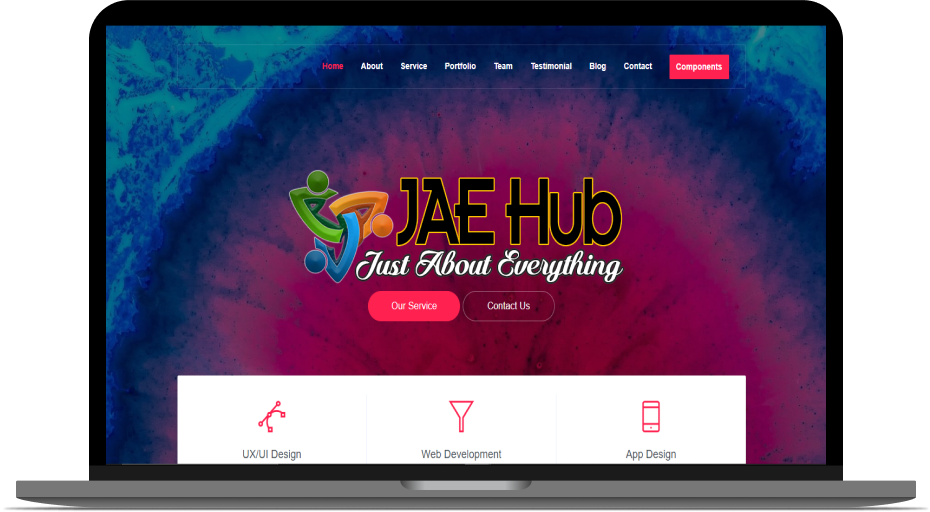 Home About Service Portfolio Team Testimonial Blog Contact Components
JAE Hub
Just About Everything
Our Service Contact Us
UX/UI Design Web Development App Design